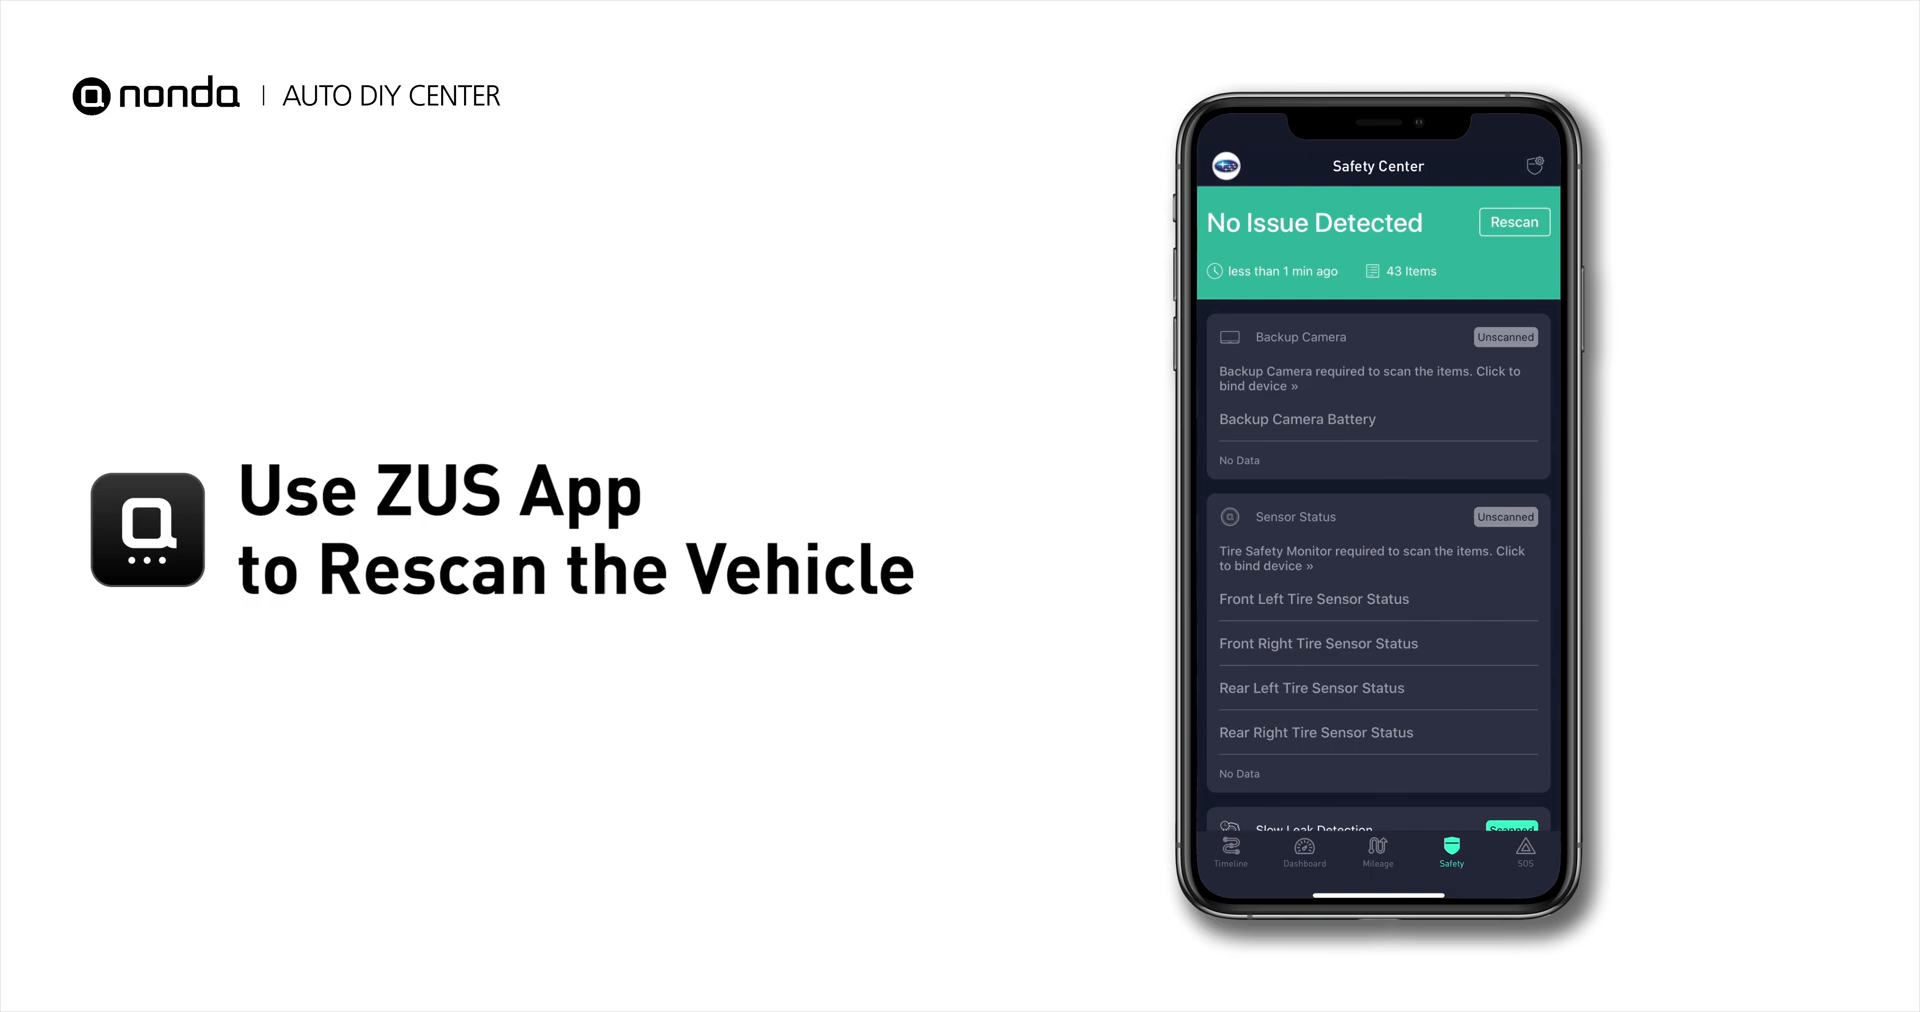 nonda | AUTO DIY CENTER
Use ZUS App
to Rescan the Vehicle
Safety Center
No Issue Detected
Rescan
less than 1 min ago
43 Items
Backup Camera
Unscanned
Backup Camera required to scan the items. Click to
bind device »
Backup Camera Battery
No Data
Sensor Status
Unscanned
Tire Safety Monitor required to scan the items. Click
to bind device »
Front Left Tire Sensor Status
Front Right Tire Sensor Status
Rear Left Tire Sensor Status
Rear Right Tire Sensor Status
No Data
Slow Leak Detection
Scanned
Timeline
Dashboard
Mileage
Safety
SOS